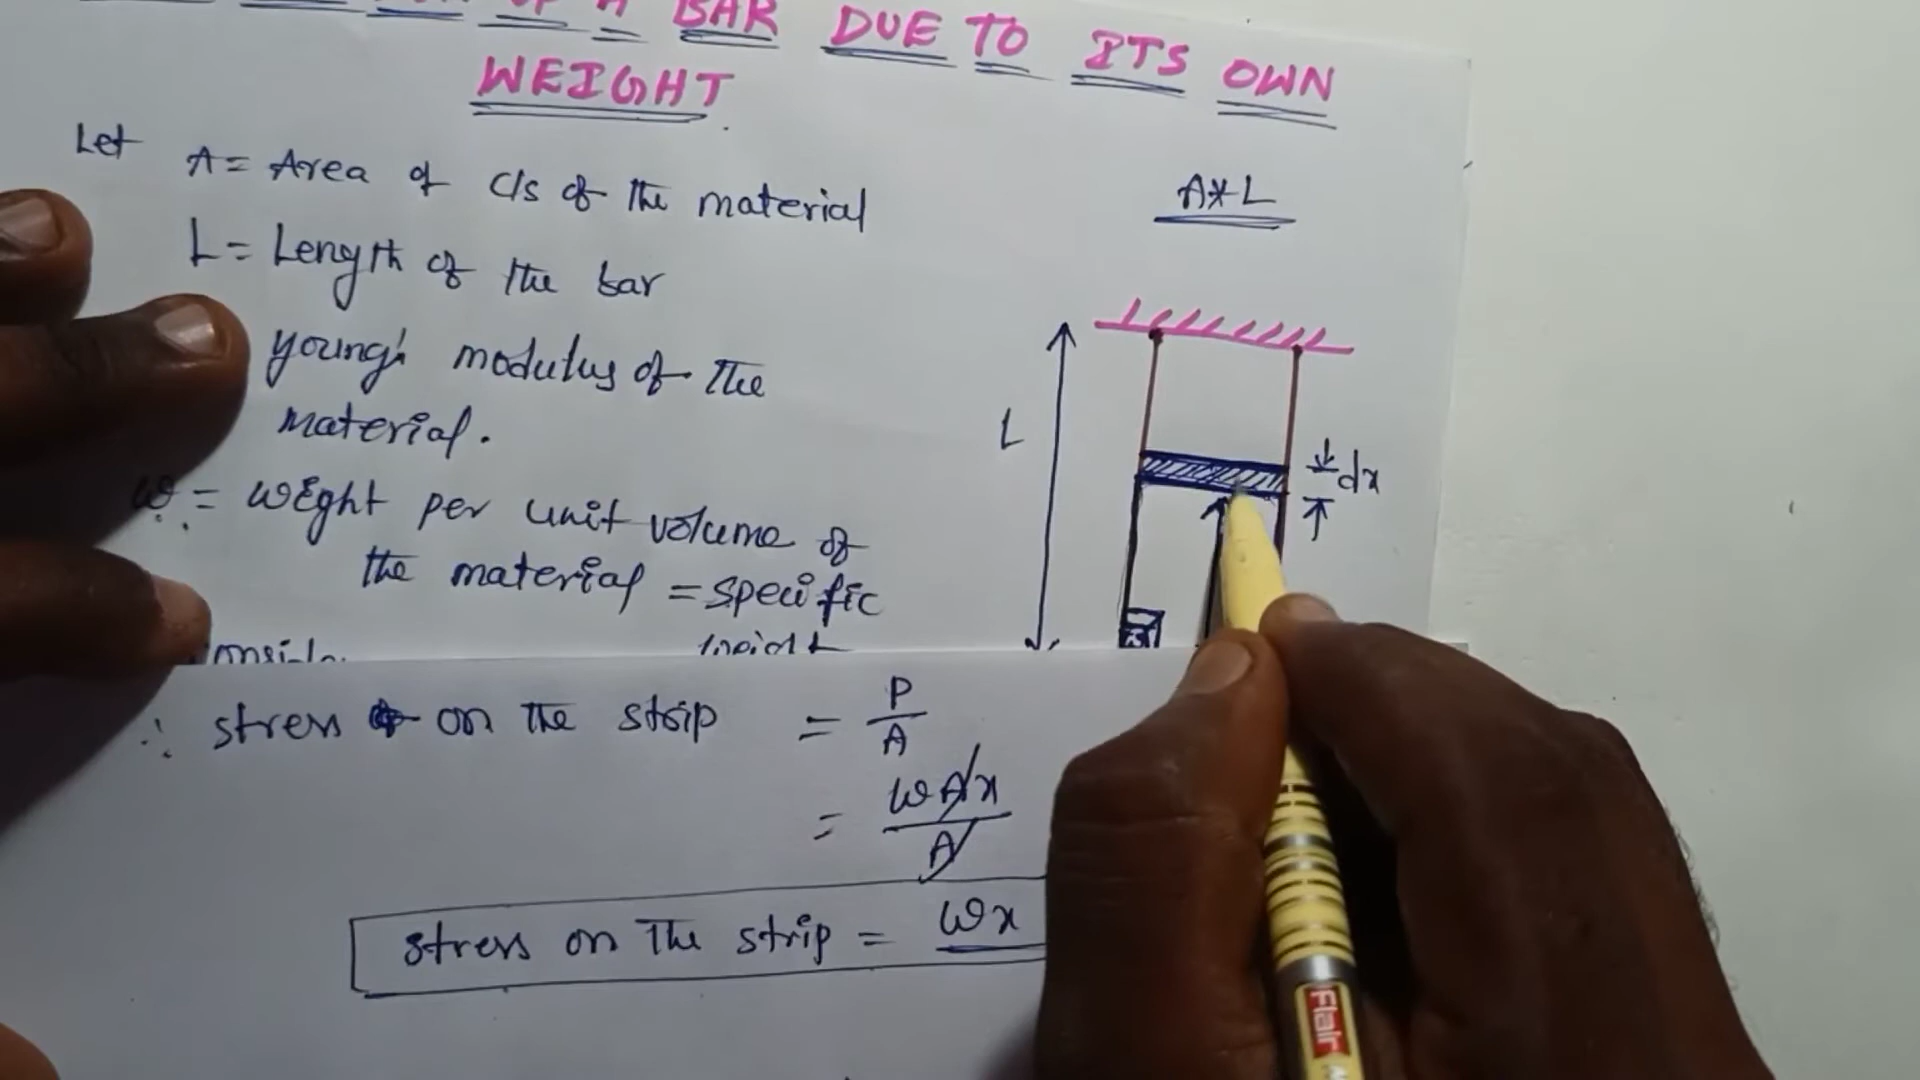 OF A BAR DUE TO ITS OWN
WEIGHT
Let A = Area of C/s of the material
L = Length of the bar
young's modulus of the
material.
w = weight per unit volume of
the material = specific
weight
A*L
L
dx
∴ stress on the strip = P/A
= wAx/A
stress on the strip = wx
Flair